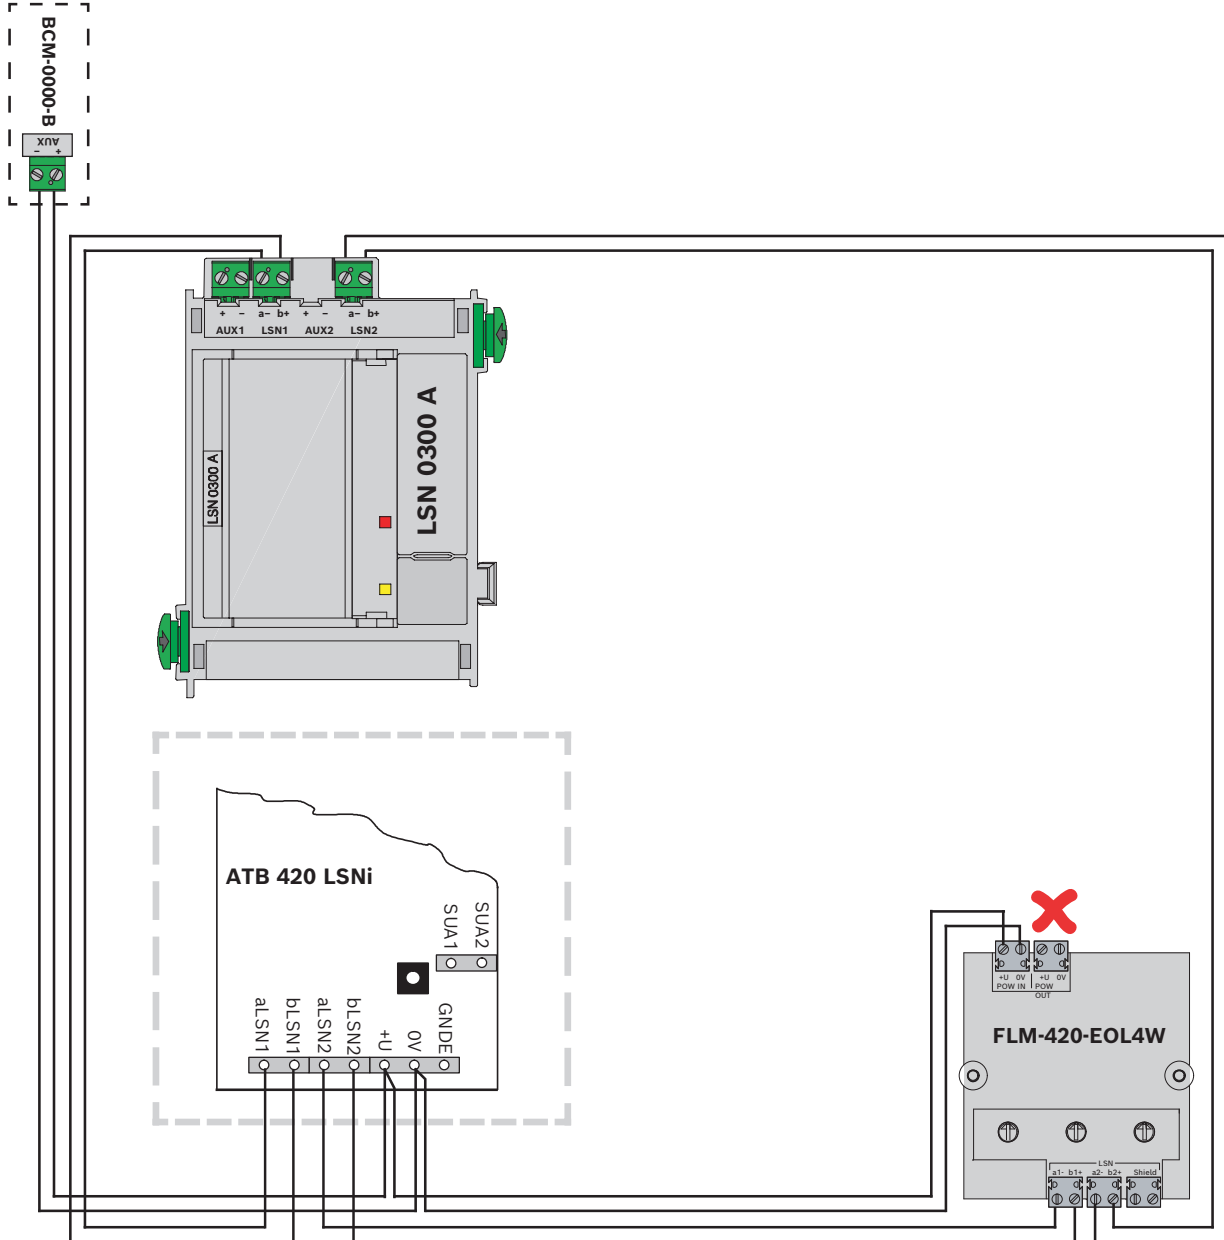 BCM-0000-B
AUX
- +
+ - a- b+ + - a- b+
AUX1 LSN1 AUX2 LSN2
LSN 0300 A
LSN 0300 A
ATB 420 LSNi
SUA1 SUA2
aLSN1 bLSN1 aLSN2 bLSN2 +U 0V GNDE
+U 0V +U 0V
POW IN POW
OUT
FLM-420-EOL4W
LSN
a1- b1+ a2- b2+ Shield